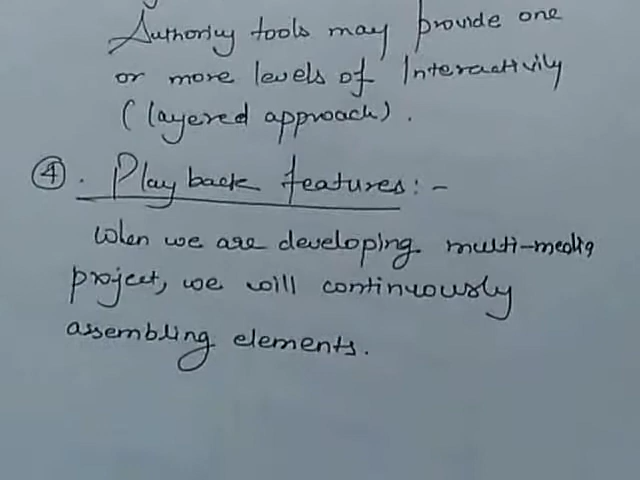 Authoring tools may provide one
or more levels of Interactivity
(layered approach).
④. Play back features:-
When we are developing multi-media
project, we will continuously
assembling elements.